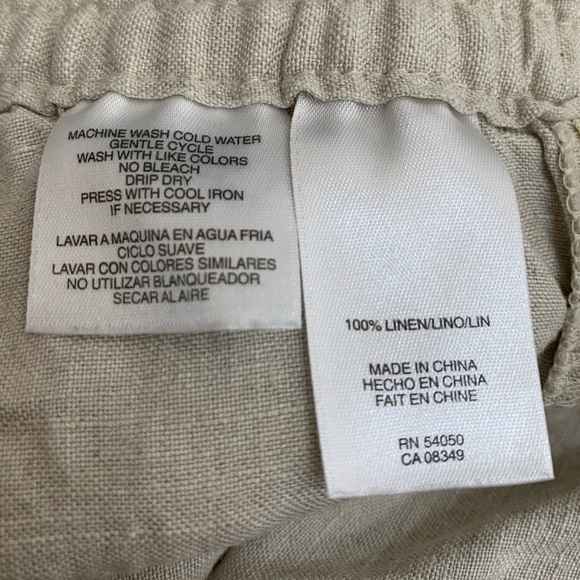 MACHINE WASH COLD WATER
GENTLE CYCLE
WASH WITH LIKE COLORS
NO BLEACH
DRIP DRY
PRESS WITH COOL IRON
IF NECESSARY
LAVAR A MAQUINA EN AGUA FRIA
CICLO SUAVE
LAVAR CON COLORES SIMILARES
NO UTILIZAR BLANQUEADOR
SECAR AL AIRE
100% LINEN/LINO/LIN
MADE IN CHINA
HECHO EN CHINA
FAIT EN CHINE
RN 54050
CA 08349